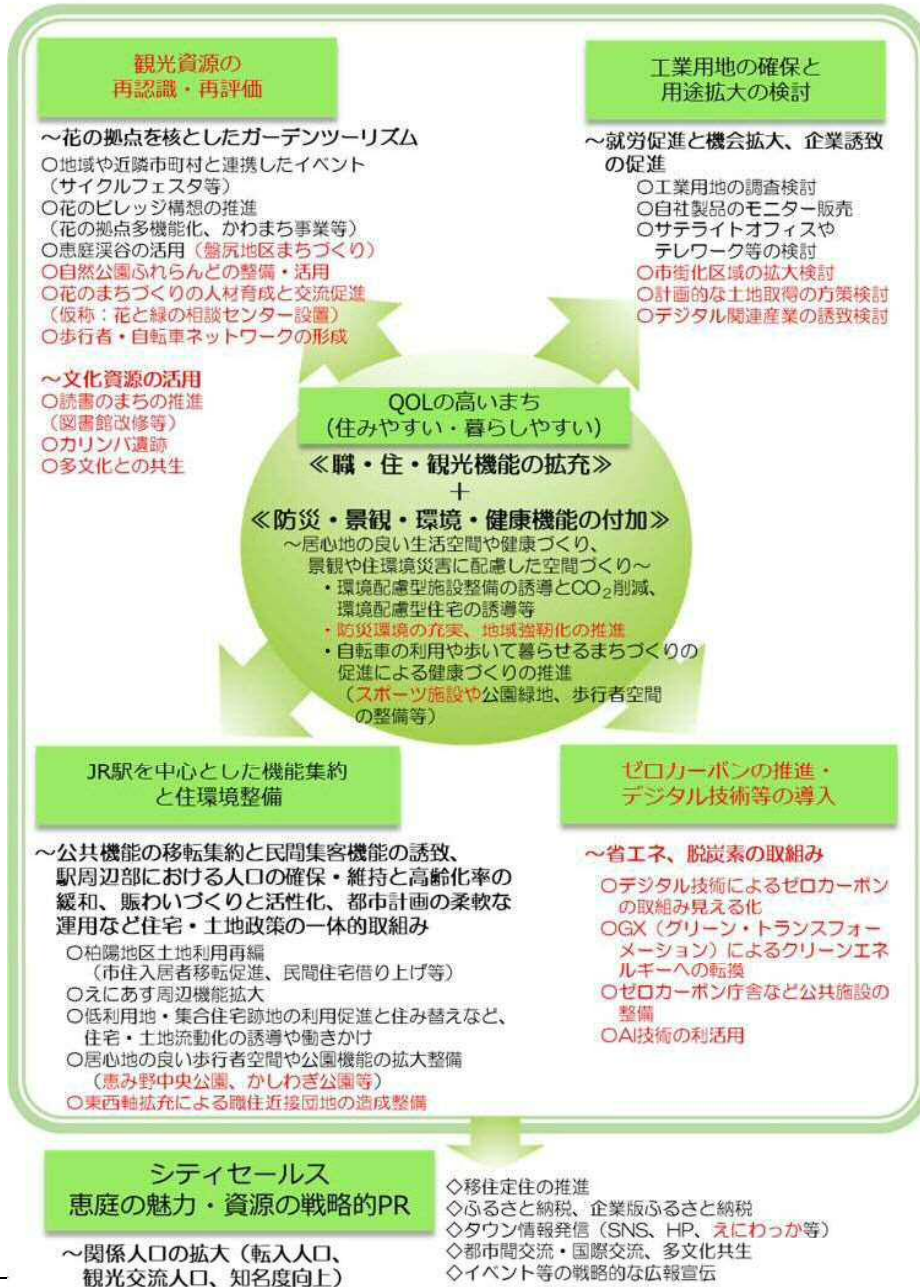 観光資源の
再認識・再評価
～花の拠点を核としたガーデンツーリズム
〇地域や近隣市町村と連携したイベント
（サイクルフェスタ等）
〇花のビレッジ構想の推進
（花の拠点多機能化、かわまち事業等）
〇恵庭渓谷の活用（盤尻地区まちづくり）
〇自然公園ふれらんどの整備・活用
〇花のまちづくりの人材育成と交流促進
（仮称：花と緑の相談センター設置）
〇歩行者・自転車ネットワークの形成
～文化資源の活用
〇読書のまちの推進
（図書館改修等）
〇カリンバ遺跡
〇多文化との共生
工業用地の確保と
用途拡大の検討
～就労促進と機会拡大、企業誘致
の促進
〇工業用地の調査検討
〇自社製品のモニター販売
〇サテライトオフィスや
テレワーク等の検討
〇市街化区域の拡大検討
〇計画的な土地取得の方策検討
〇デジタル関連産業の誘致検討
QOLの高いまち
(住みやすい・暮らしやすい)
≪職・住・観光機能の拡充≫
＋
≪防災・景観・環境・健康機能の付加≫
～居心地の良い生活空間や健康づくり、
景観や住環境災害に配慮した空間づくり～
・環境配慮型施設整備の誘導とCO₂削減、
環境配慮型住宅の誘導等
・防災環境の充実、地域強靭化の推進
・自転車の利用や歩いて暮らせるまちづくりの
促進による健康づくりの推進
（スポーツ施設や公園緑地、歩行者空間
の整備等）
JR駅を中心とした機能集約
と住環境整備
～公共機能の移転集約と民間集客機能の誘致、
駅周辺部における人口の確保・維持と高齢化率の
緩和、賑わいづくりと活性化、都市計画の柔軟な
運用など住宅・土地政策の一体的取組み
〇柏陽地区土地利用再編
（市住入居者移転促進、民間住宅借り上げ等）
〇えにあす周辺機能拡大
〇低利用地・集合住宅跡地の利用促進と住み替えなど、
住宅・土地流動化の誘導や働きかけ
〇居心地の良い歩行者空間や公園機能の拡大整備
（恵み野中央公園、かしわぎ公園等）
〇東西軸拡充による職住近接団地の造成整備
ゼロカーボンの推進・
デジタル技術等の導入
～省エネ、脱炭素の取組み
〇デジタル技術によるゼロカーボン
の取組み見える化
〇GX（グリーン・トランスフォー
メーション）によるクリーンエネ
ルギーへの転換
〇ゼロカーボン庁舎など公共施設の
整備
〇AI技術の利活用
シティセールス
恵庭の魅力・資源の戦略的PR
～関係人口の拡大（転入人口、
観光交流人口、知名度向上）
◇移住定住の推進
◇ふるさと納税、企業版ふるさと納税
◇タウン情報発信（SNS、HP、えにわっか等）
◇都市間交流・国際交流、多文化共生
◇イベント等の戦略的な広報宣伝